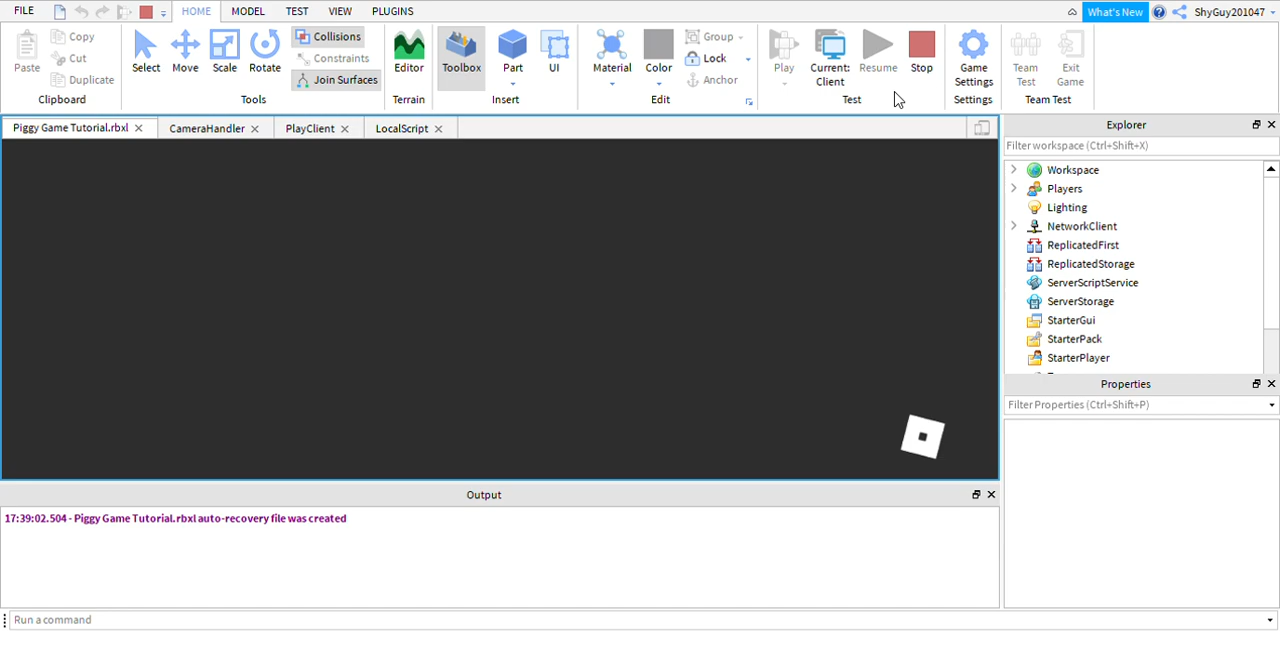 FILE HOME MODEL TEST VIEW PLUGINS What's New ShyGuy201047
Paste Copy Cut Duplicate
Clipboard
Select Move Scale Rotate Collisions Constraints Join Surfaces
Tools
Editor
Terrain
Toolbox Part UI
Insert
Material Color Group Lock Anchor
Edit
Play Current: Client Resume Stop
Test
Game Settings
Settings
Team Test Exit Game
Team Test
Piggy Game Tutorial.rbxl CameraHandler PlayClient LocalScript
Explorer
Filter workspace (Ctrl+Shift+X)
Workspace
Players
Lighting
NetworkClient
ReplicatedFirst
ReplicatedStorage
ServerScriptService
ServerStorage
StarterGui
StarterPack
StarterPlayer
Properties
Filter Properties (Ctrl+Shift+P)
Output
17:39:02.504 - Piggy Game Tutorial.rbxl auto-recovery file was created
Run a command